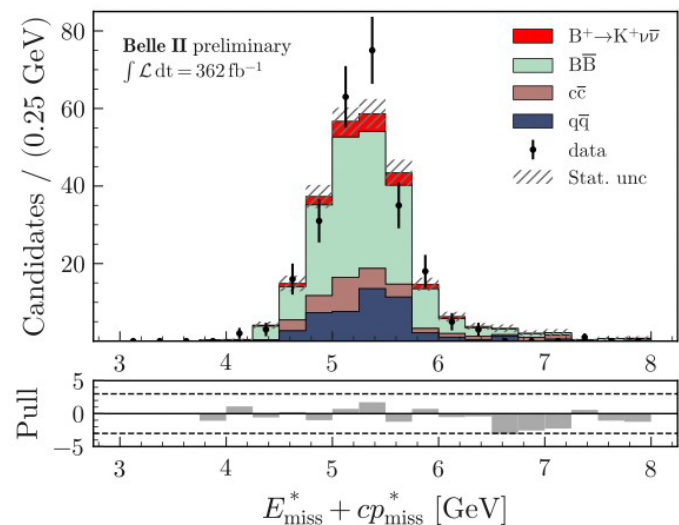 Belle II preliminary
∫ L dt = 362 fb⁻¹
B⁺→K⁺νν̅
BB̅
cc̅
qq̅
data
Stat. unc
Candidates / (0.25 GeV)
80
60
40
20
3 4 5 6 7 8
Pull
5
0
−5
3 4 5 6 7 8
E*miss + cp*miss [GeV]